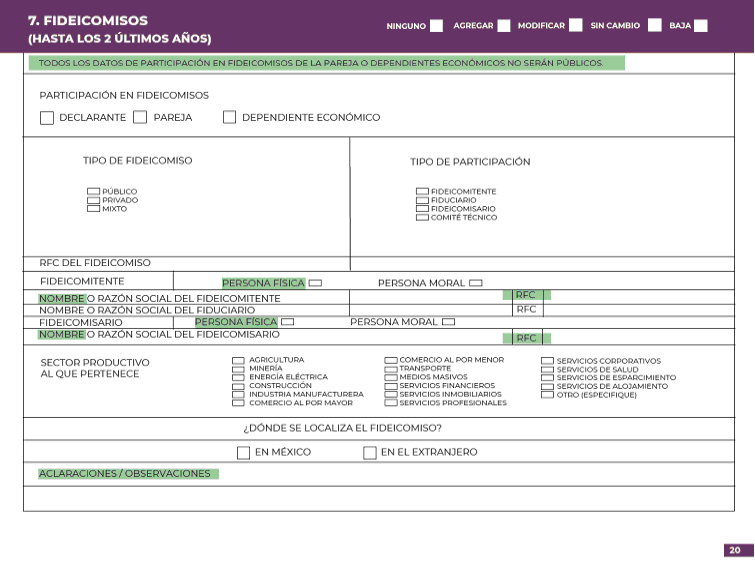 7. FIDEICOMISOS
(HASTA LOS 2 ÚLTIMOS AÑOS)
NINGUNO AGREGAR MODIFICAR SIN CAMBIO BAJA
TODOS LOS DATOS DE PARTICIPACIÓN EN FIDEICOMISOS DE LA PAREJA O DEPENDIENTES ECONÓMICOS NO SERÁN PÚBLICOS.
PARTICIPACIÓN EN FIDEICOMISOS
DECLARANTE PAREJA DEPENDIENTE ECONÓMICO
TIPO DE FIDEICOMISO
PÚBLICO
PRIVADO
MIXTO
TIPO DE PARTICIPACIÓN
FIDEICOMITENTE
FIDUCIARIO
FIDEICOMISARIO
COMITÉ TÉCNICO
RFC DEL FIDEICOMISO
FIDEICOMITENTE PERSONA FÍSICA PERSONA MORAL
NOMBRE O RAZÓN SOCIAL DEL FIDEICOMITENTE RFC
NOMBRE O RAZÓN SOCIAL DEL FIDUCIARIO RFC
FIDEICOMISARIO PERSONA FÍSICA PERSONA MORAL
NOMBRE O RAZÓN SOCIAL DEL FIDEICOMISARIO RFC
SECTOR PRODUCTIVO
AL QUE PERTENECE
AGRICULTURA
MINERÍA
ENERGÍA ELÉCTRICA
CONSTRUCCIÓN
INDUSTRIA MANUFACTURERA
COMERCIO AL POR MAYOR
COMERCIO AL POR MENOR
TRANSPORTE
MEDIOS MASIVOS
SERVICIOS FINANCIEROS
SERVICIOS INMOBILIARIOS
SERVICIOS PROFESIONALES
SERVICIOS CORPORATIVOS
SERVICIOS DE SALUD
SERVICIOS DE ESPARCIMIENTO
SERVICIOS DE ALOJAMIENTO
OTRO (ESPECIFIQUE)
¿DÓNDE SE LOCALIZA EL FIDEICOMISO?
EN MÉXICO EN EL EXTRANJERO
ACLARACIONES / OBSERVACIONES
20